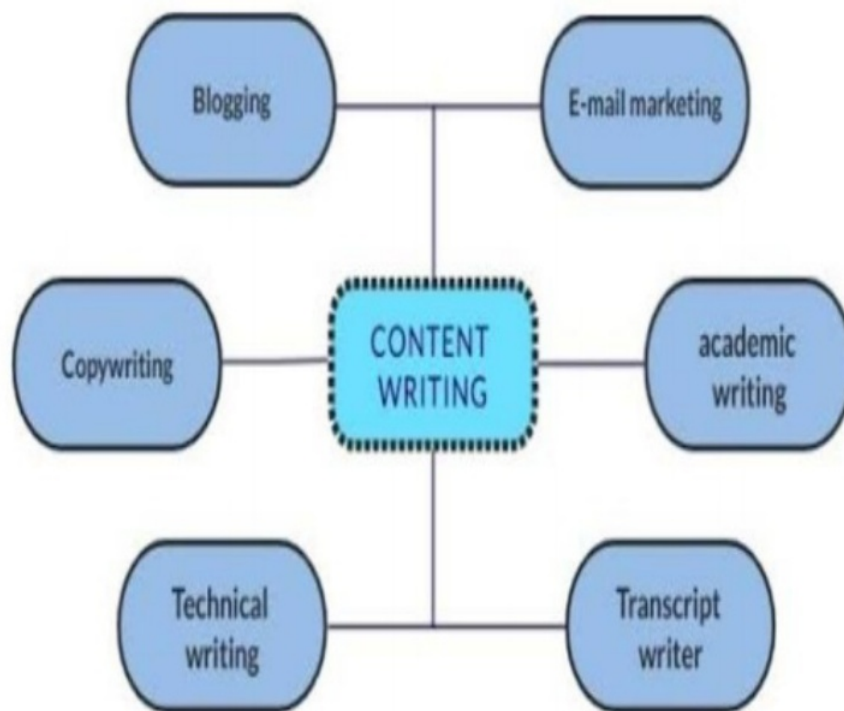 Blogging
E-mail marketing
Copywriting
CONTENT
WRITING
academic
writing
Technical
writing
Transcript
writer